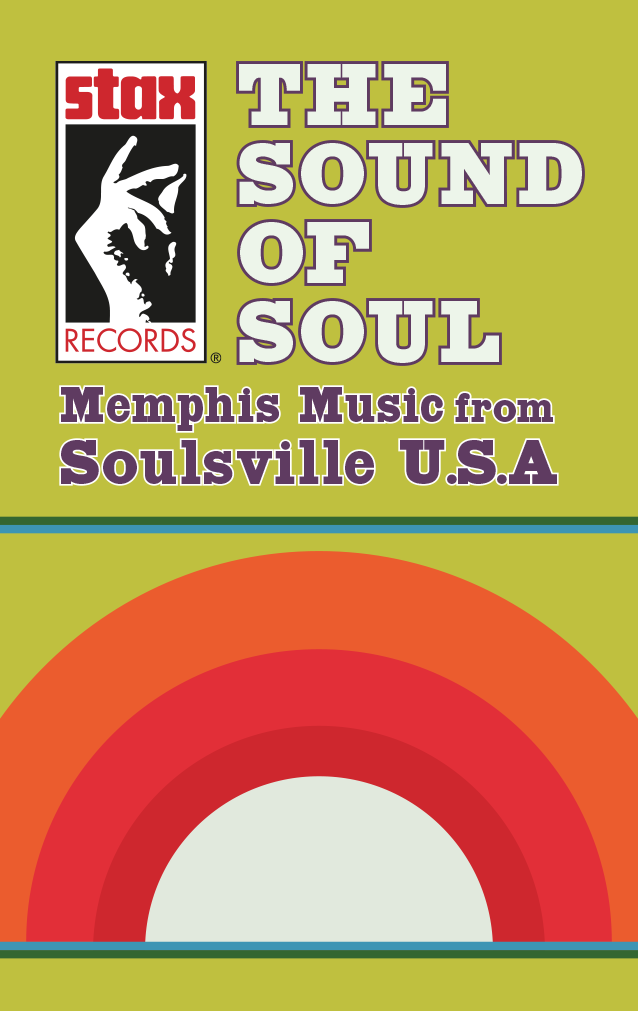 stax
RECORDS®
THE
SOUND
OF
SOUL
Memphis Music from
Soulsville U.S.A